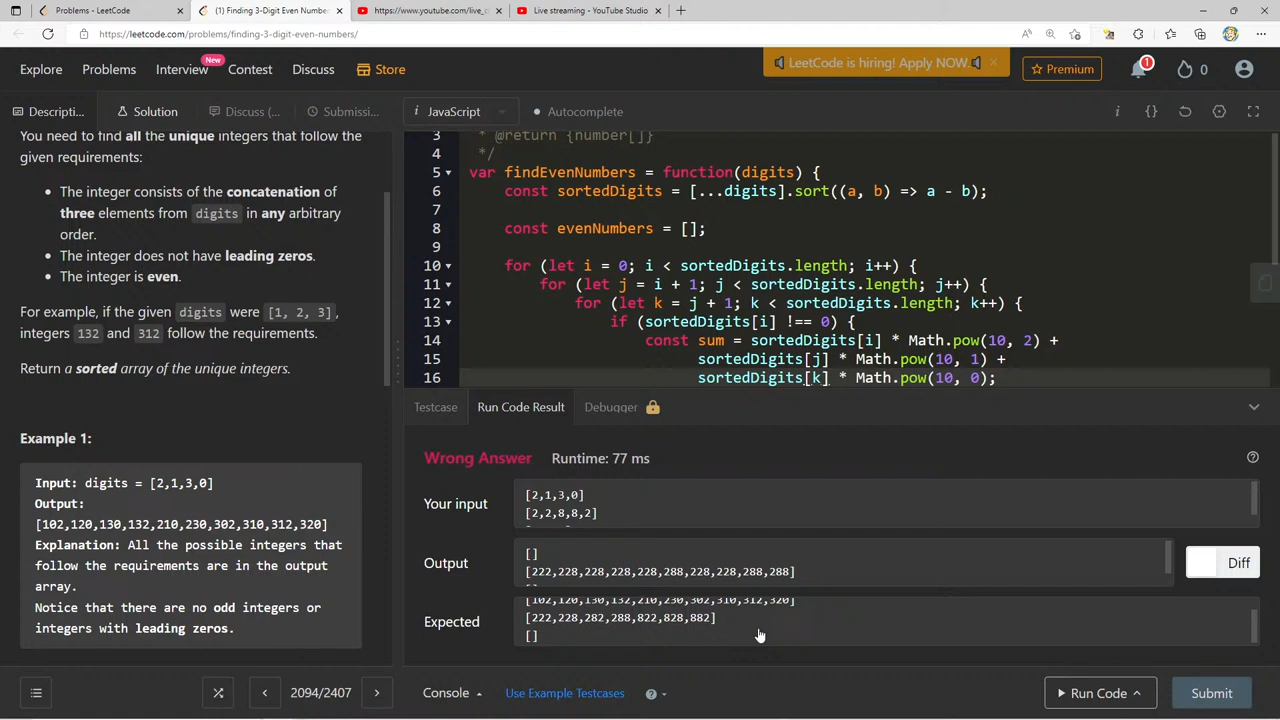 Problems - LeetCode
(1) Finding 3-Digit Even Number
https://www.youtube.com/live_c
Live streaming - YouTube Studio
https://leetcode.com/problems/finding-3-digit-even-numbers/
Explore
Problems
Interview
New
Contest
Discuss
Store
LeetCode is hiring! Apply NOW.
Premium
1
0
Descripti...
Solution
Discuss (...
Submissi...
i JavaScript
Autocomplete
You need to find all the unique integers that follow the
given requirements:
The integer consists of the concatenation of
three elements from digits in any arbitrary
order.
The integer does not have leading zeros.
The integer is even.
For example, if the given digits were [1, 2, 3],
integers 132 and 312 follow the requirements.
Return a sorted array of the unique integers.
Example 1:
Input: digits = [2,1,3,0]
Output:
[102,120,130,132,210,230,302,310,312,320]
Explanation: All the possible integers that
follow the requirements are in the output
array.
Notice that there are no odd integers or
integers with leading zeros.
3 * @return {number[]}
4 */
5 var findEvenNumbers = function(digits) {
6 const sortedDigits = [...digits].sort((a, b) => a - b);
7
8 const evenNumbers = [];
9
10 for (let i = 0; i < sortedDigits.length; i++) {
11 for (let j = i + 1; j < sortedDigits.length; j++) {
12 for (let k = j + 1; k < sortedDigits.length; k++) {
13 if (sortedDigits[i] !== 0) {
14 const sum = sortedDigits[i] * Math.pow(10, 2) +
15 sortedDigits[j] * Math.pow(10, 1) +
16 sortedDigits[k] * Math.pow(10, 0);
Testcase
Run Code Result
Debugger
Wrong Answer
Runtime: 77 ms
Your input
[2,1,3,0]
[2,2,8,8,2]
Output
[]
[222,228,228,228,228,288,228,228,288,288]
Diff
Expected
[102,120,130,132,210,230,302,310,312,320]
[222,228,282,288,822,828,882]
[]
2094/2407
Console
Use Example Testcases
Run Code
Submit